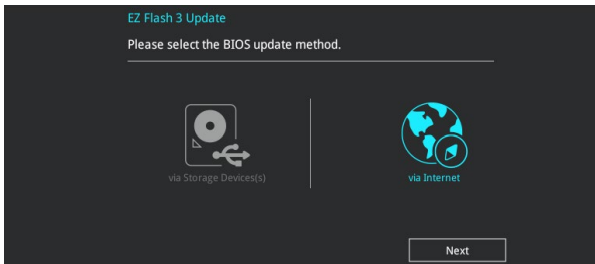 EZ Flash 3 Update
Please select the BIOS update method.
via Storage Devices(s)
via Internet
Next